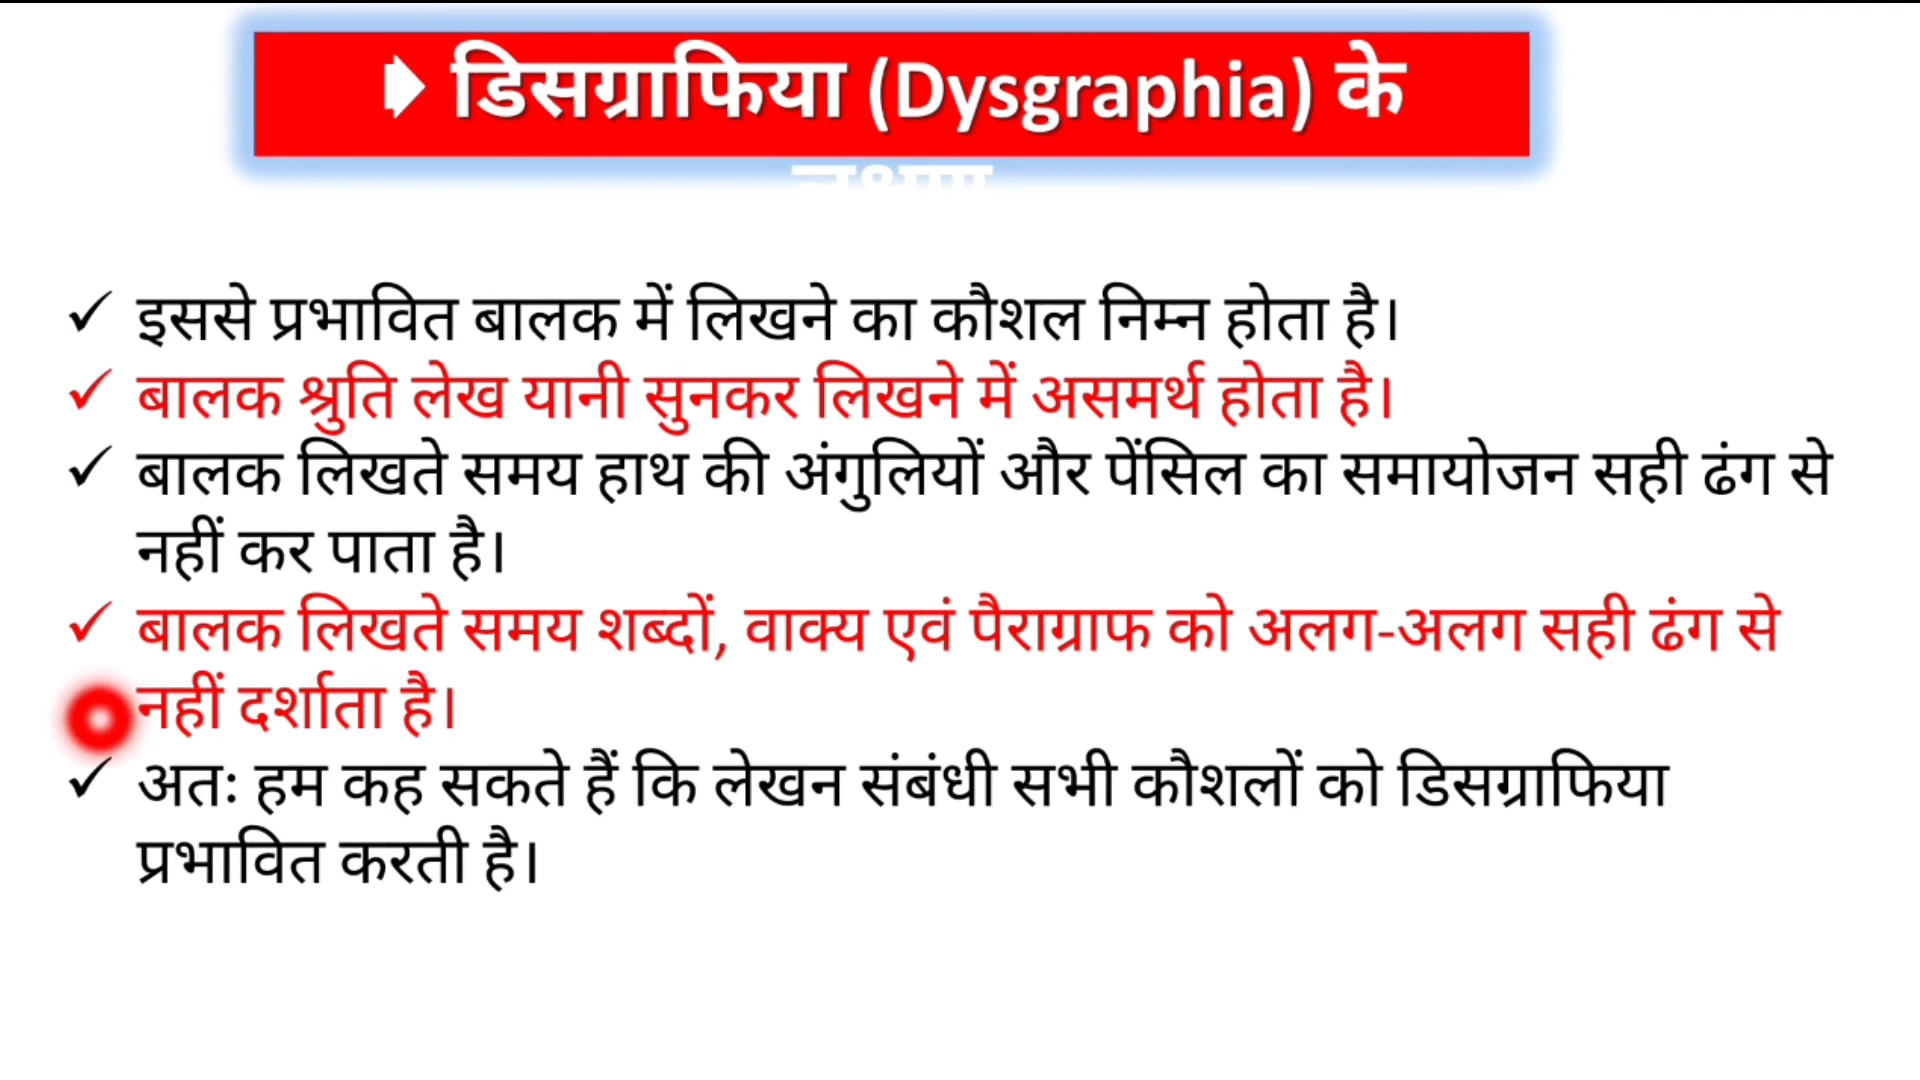 डिसग्राफिया (Dysgraphia) के
लक्षण
इससे प्रभावित बालक में लिखने का कौशल निम्न होता है।
बालक श्रुति लेख यानी सुनकर लिखने में असमर्थ होता है।
बालक लिखते समय हाथ की अंगुलियों और पेंसिल का समायोजन सही ढंग से
नहीं कर पाता है।
बालक लिखते समय शब्दों, वाक्य एवं पैराग्राफ को अलग-अलग सही ढंग से
नहीं दर्शाता है।
अतः हम कह सकते हैं कि लेखन संबंधी सभी कौशलों को डिसग्राफिया
प्रभावित करती है।